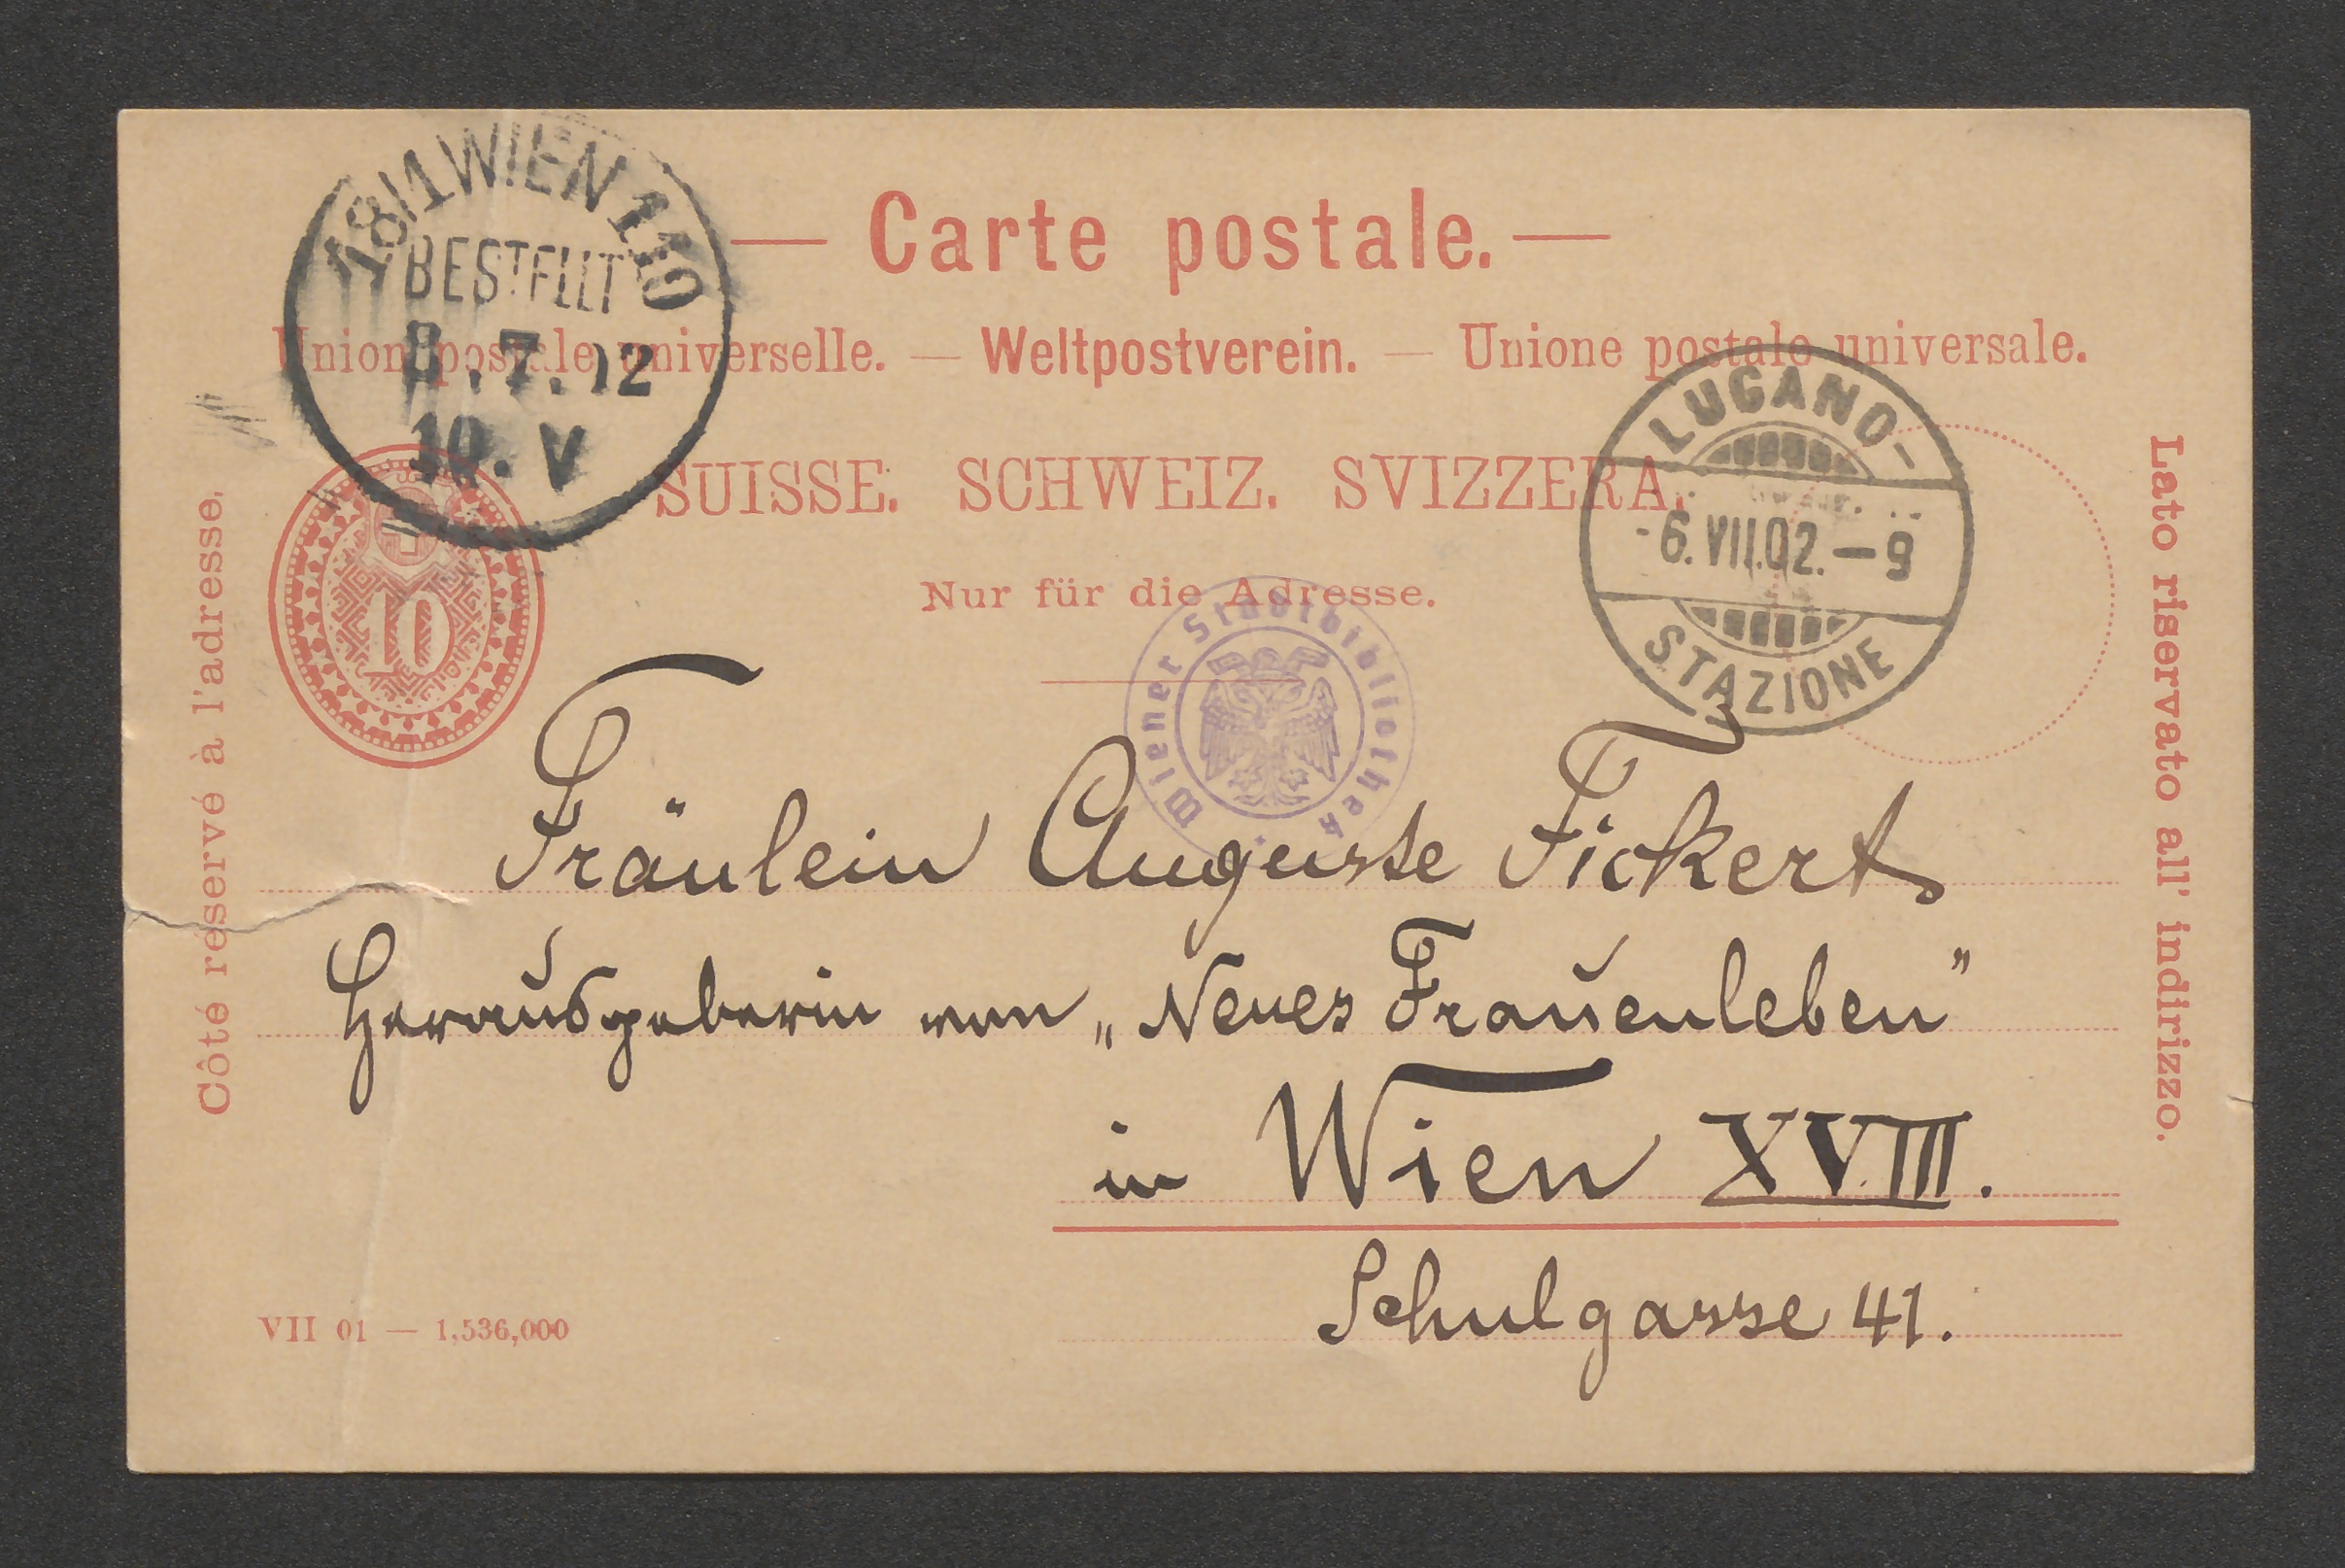 18/1 WIEN 110
BESTELLT
8.7.02
10. V
— Carte postale. —
Union postale universelle. — Weltpostverein. — Unione postale universale.
SUISSE. SCHWEIZ. SVIZZERA.
Nur für die Adresse.
LUGANO-
-6.VII.02.-9
STAZIONE
10
Wiener Stadtbibliothek
Côté réservé à l'adresse.
Lato riservato all' indirizzo.
Fräulein Auguste Fickert
Herausgeberin von „Neues Frauenleben"
in Wien XVIII.
Schulgasse 41.
VII 01 — 1,536,000